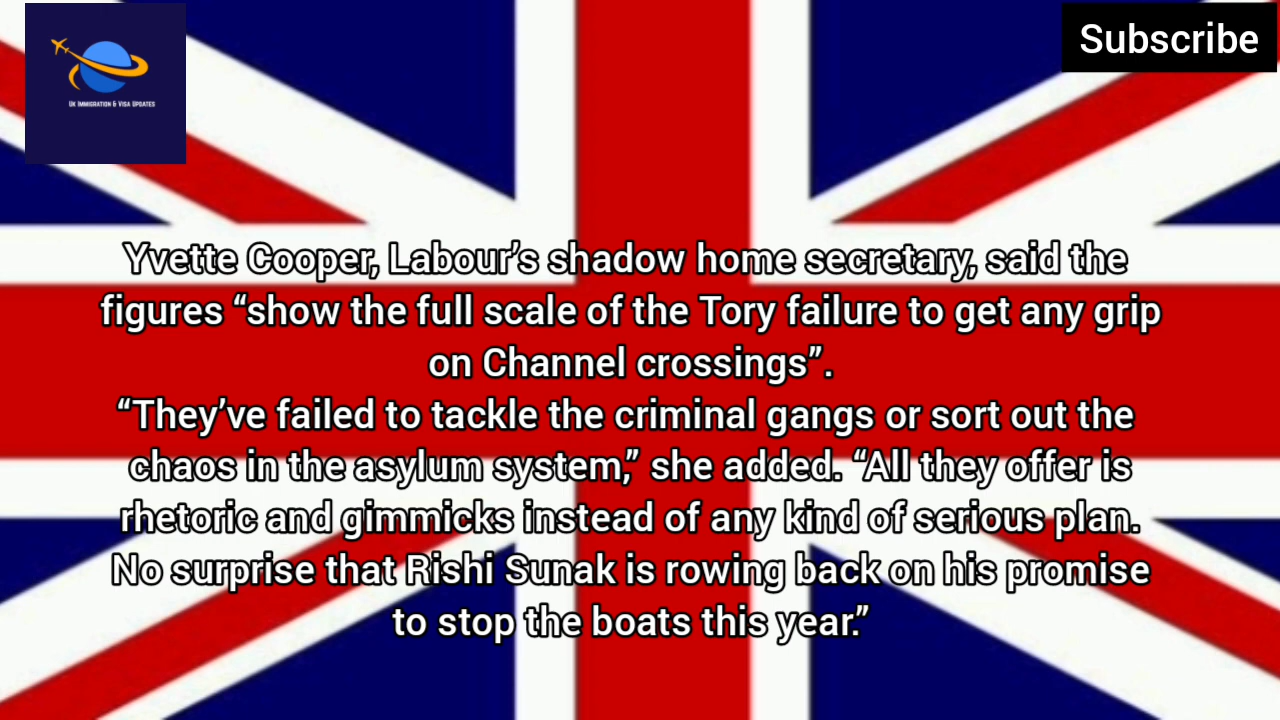 Subscribe
UK Immigration & Visa Updates
Yvette Cooper, Labour’s shadow home secretary, said the
figures “show the full scale of the Tory failure to get any grip
on Channel crossings”.
“They’ve failed to tackle the criminal gangs or sort out the
chaos in the asylum system,” she added. “All they offer is
rhetoric and gimmicks instead of any kind of serious plan.
No surprise that Rishi Sunak is rowing back on his promise
to stop the boats this year.”